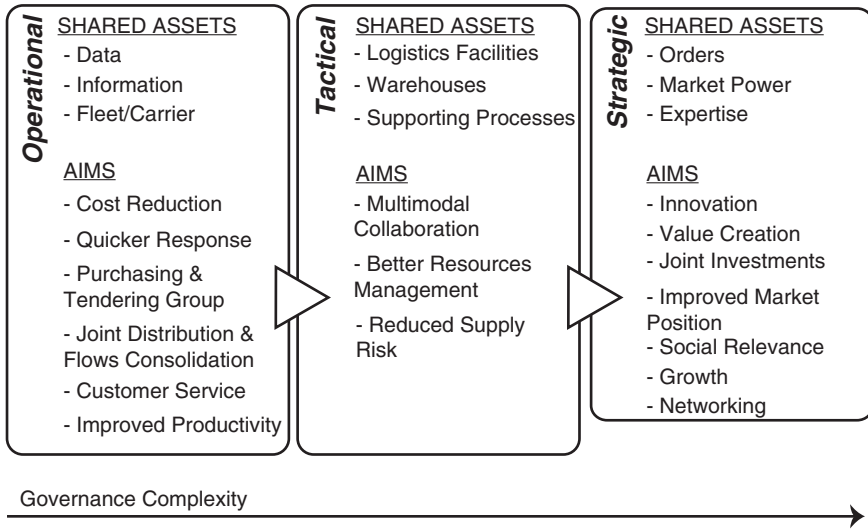 Operational
SHARED ASSETS
- Data
- Information
- Fleet/Carrier
AIMS
- Cost Reduction
- Quicker Response
- Purchasing &
Tendering Group
- Joint Distribution &
Flows Consolidation
- Customer Service
- Improved Productivity
Tactical
SHARED ASSETS
- Logistics Facilities
- Warehouses
- Supporting Processes
AIMS
- Multimodal
Collaboration
- Better Resources
Management
- Reduced Supply
Risk
Strategic
SHARED ASSETS
- Orders
- Market Power
- Expertise
AIMS
- Innovation
- Value Creation
- Joint Investments
- Improved Market
Position
- Social Relevance
- Growth
- Networking
Governance Complexity